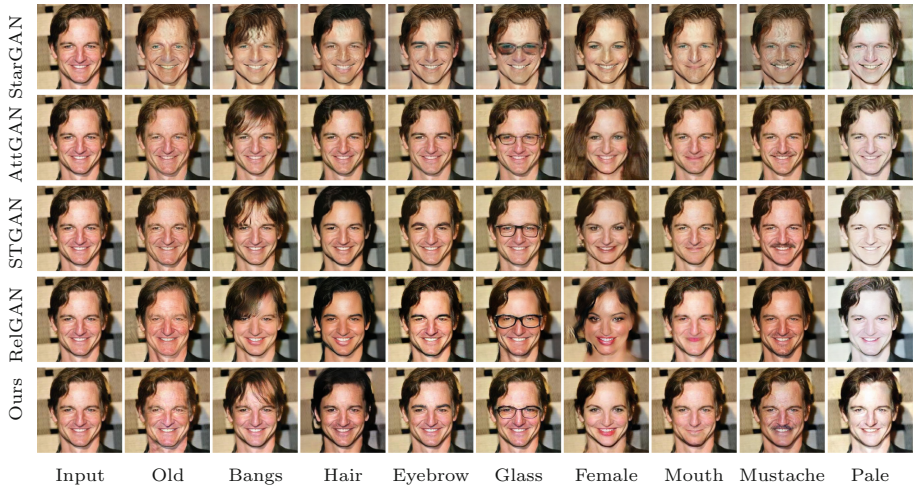 StarGAN
AttGAN
STGAN
RelGAN
Ours
Input Old Bangs Hair Eyebrow Glass Female Mouth Mustache Pale